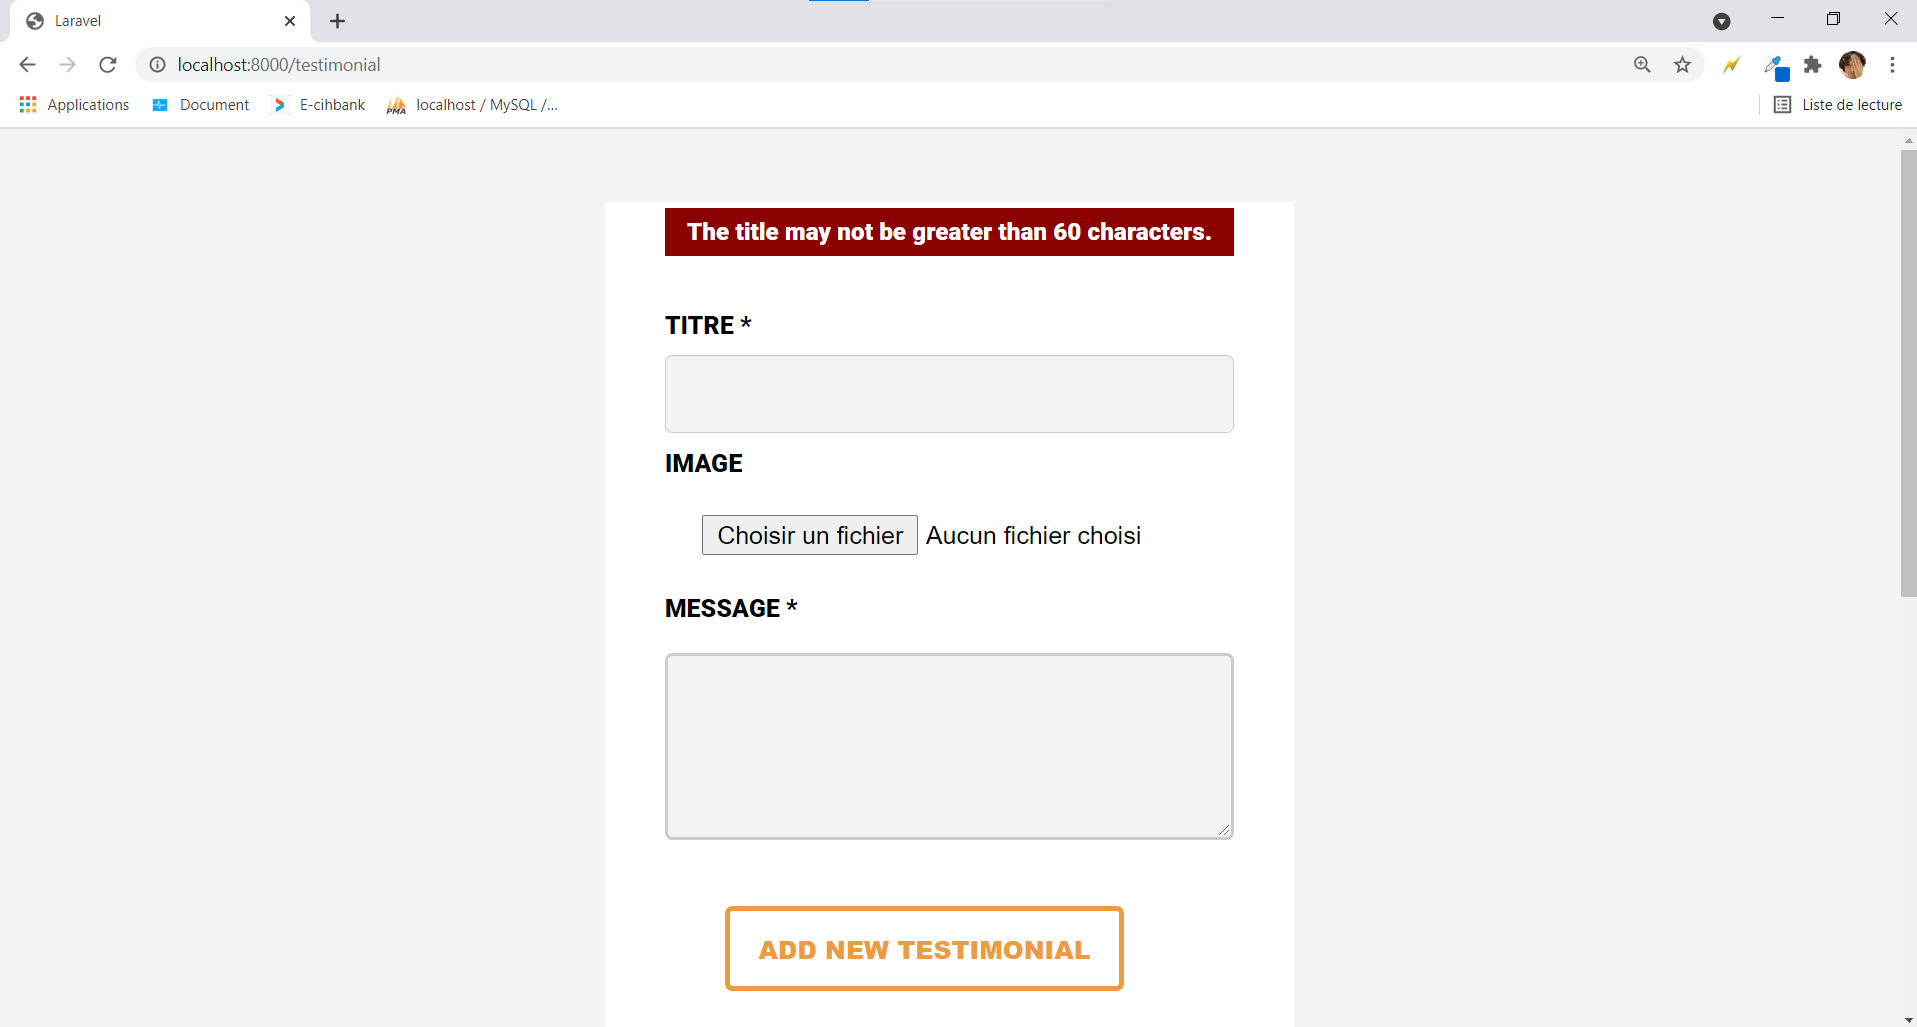 Laravel
localhost:8000/testimonial
Applications Document E-cihbank localhost / MySQL /... Liste de lecture
The title may not be greater than 60 characters.
TITRE *
IMAGE
Choisir un fichier Aucun fichier choisi
MESSAGE *
ADD NEW TESTIMONIAL